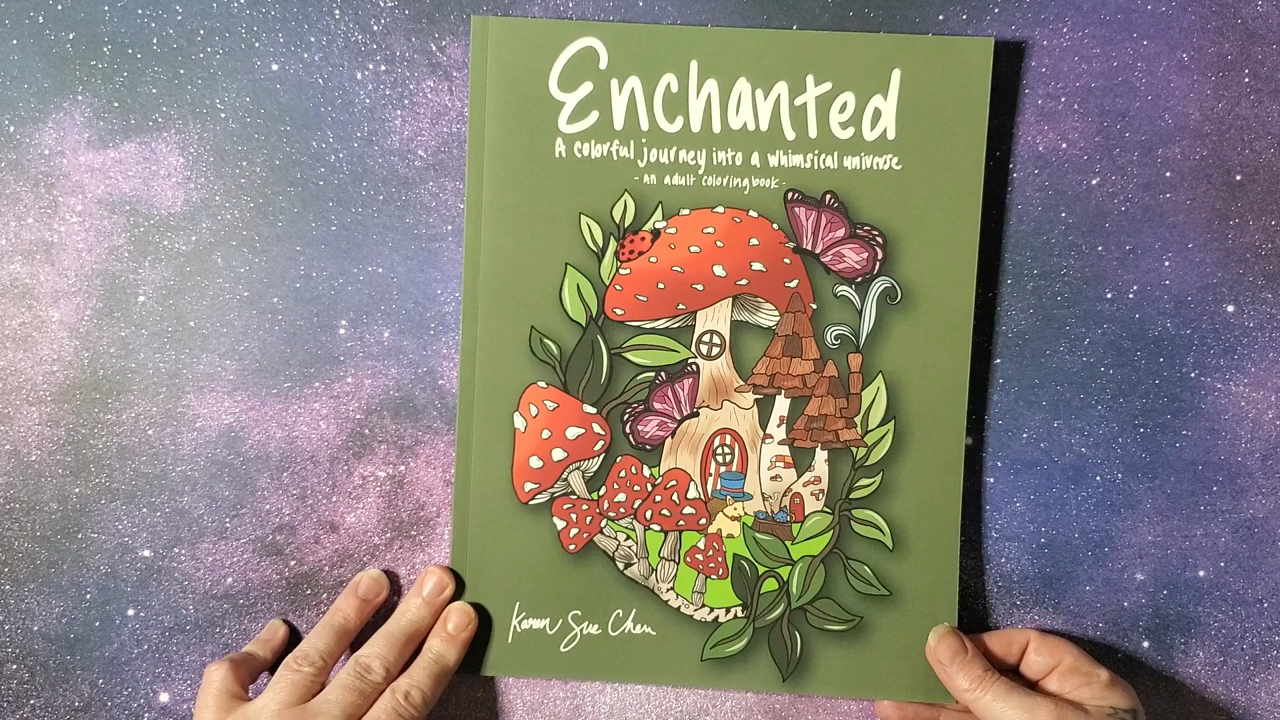 Enchanted
A colorful journey into a whimsical universe
- An adult coloring book -
Karen Sue Chen